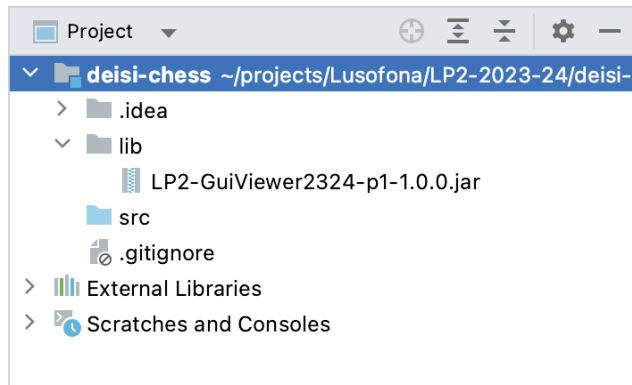 Project
deisi-chess ~/projects/Lusofona/LP2-2023-24/deisi-
.idea
lib
LP2-GuiViewer2324-p1-1.0.0.jar
src
.gitignore
External Libraries
Scratches and Consoles